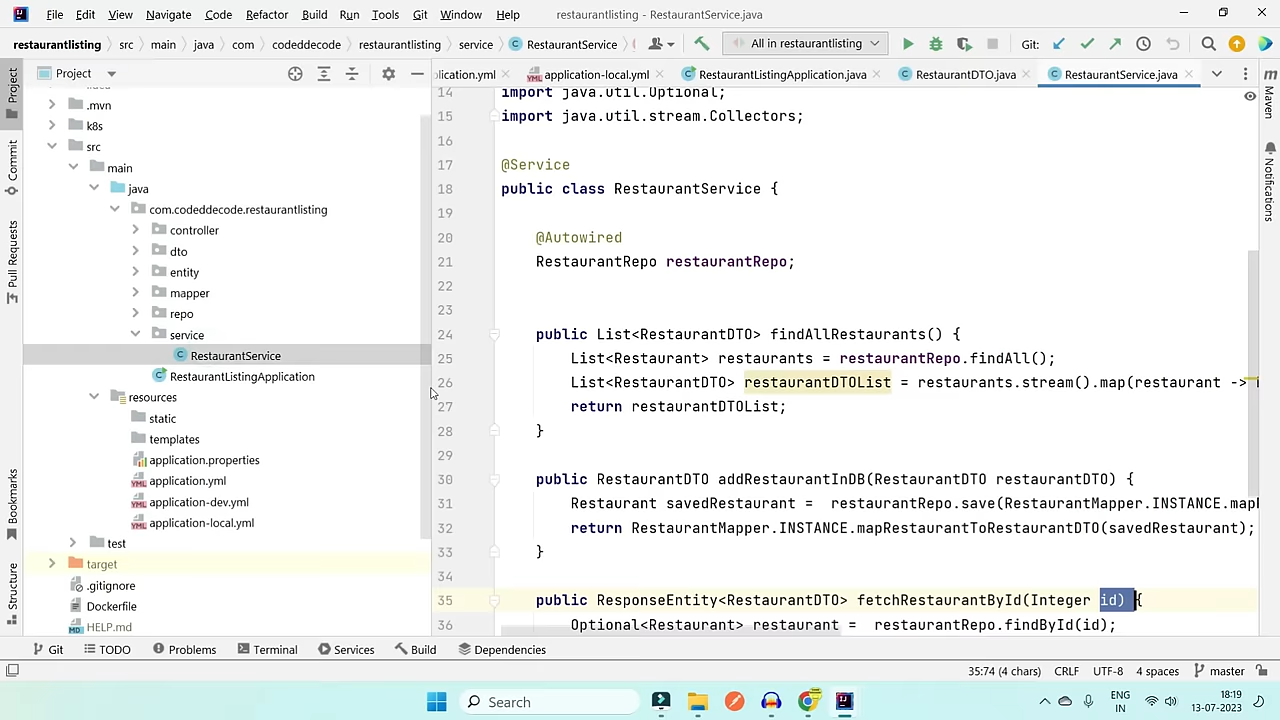 File Edit View Navigate Code Refactor Build Run Tools Git Window Help restaurantlisting - RestaurantService.java
restaurantlisting src main java com codeddecode restaurantlisting service RestaurantService All in restaurantlisting Git:
Project
lication.yml application-local.yml RestaurantListingApplication.java RestaurantDTO.java RestaurantService.java
.mvn
k8s
src
main
java
com.codeddecode.restaurantlisting
controller
dto
entity
mapper
repo
service
RestaurantService
RestaurantListingApplication
resources
static
templates
application.properties
application.yml
application-dev.yml
application-local.yml
test
target
.gitignore
Dockerfile
HELP.md
14 import java.util.Optional;
15 import java.util.stream.Collectors;
16
17 @Service
18 public class RestaurantService {
19
20 @Autowired
21 RestaurantRepo restaurantRepo;
22
23
24 public List<RestaurantDTO> findAllRestaurants() {
25 List<Restaurant> restaurants = restaurantRepo.findAll();
26 List<RestaurantDTO> restaurantDTOList = restaurants.stream().map(restaurant ->
27 return restaurantDTOList;
28 }
29
30 public RestaurantDTO addRestaurantInDB(RestaurantDTO restaurantDTO) {
31 Restaurant savedRestaurant = restaurantRepo.save(RestaurantMapper.INSTANCE.map
32 return RestaurantMapper.INSTANCE.mapRestaurantToRestaurantDTO(savedRestaurant);
33 }
34
35 public ResponseEntity<RestaurantDTO> fetchRestaurantById(Integer id) {
36 Optional<Restaurant> restaurant = restaurantRepo.findById(id);
Project
Commit
Pull Requests
Bookmarks
Structure
m
Maven
Notifications
Git TODO Problems Terminal Services Build Dependencies
35:74 (4 chars) CRLF UTF-8 4 spaces master
Search
ENG
IN
18:19
13-07-2023